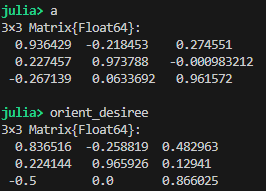 julia> a
3×3 Matrix{Float64}:
  0.936429  -0.218453    0.274551
  0.227457   0.973788   -0.000983212
 -0.267139   0.0633692   0.961572
julia> orient_desiree
3×3 Matrix{Float64}:
  0.836516  -0.258819  0.482963
  0.224144   0.965926  0.12941
 -0.5        0.0       0.866025